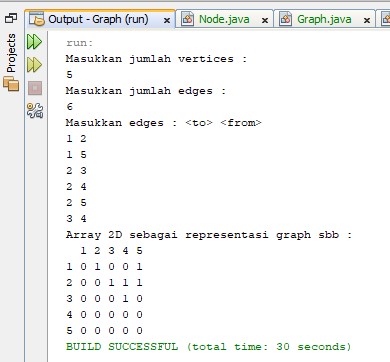 Output - Graph (run) x Node.java x Graph.java x
Projects
run:
Masukkan jumlah vertices :
5
Masukkan jumlah edges :
6
Masukkan edges : <to> <from>
1 2
1 5
2 3
2 4
2 5
3 4
Array 2D sebagai representasi graph sbb :
1 2 3 4 5
1 0 1 0 0 1
2 0 0 1 1 1
3 0 0 0 1 0
4 0 0 0 0 0
5 0 0 0 0 0
BUILD SUCCESSFUL (total time: 30 seconds)